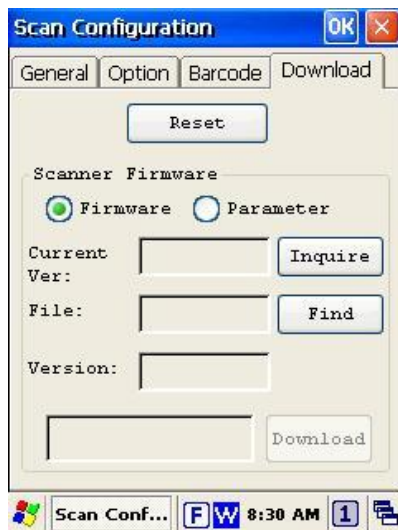 Scan Configuration OK
General Option Barcode Download
Reset
Scanner Firmware
Firmware Parameter
Current Inquire
Ver:
File: Find
Version:
Download
Scan Conf... F W 8:30 AM 1